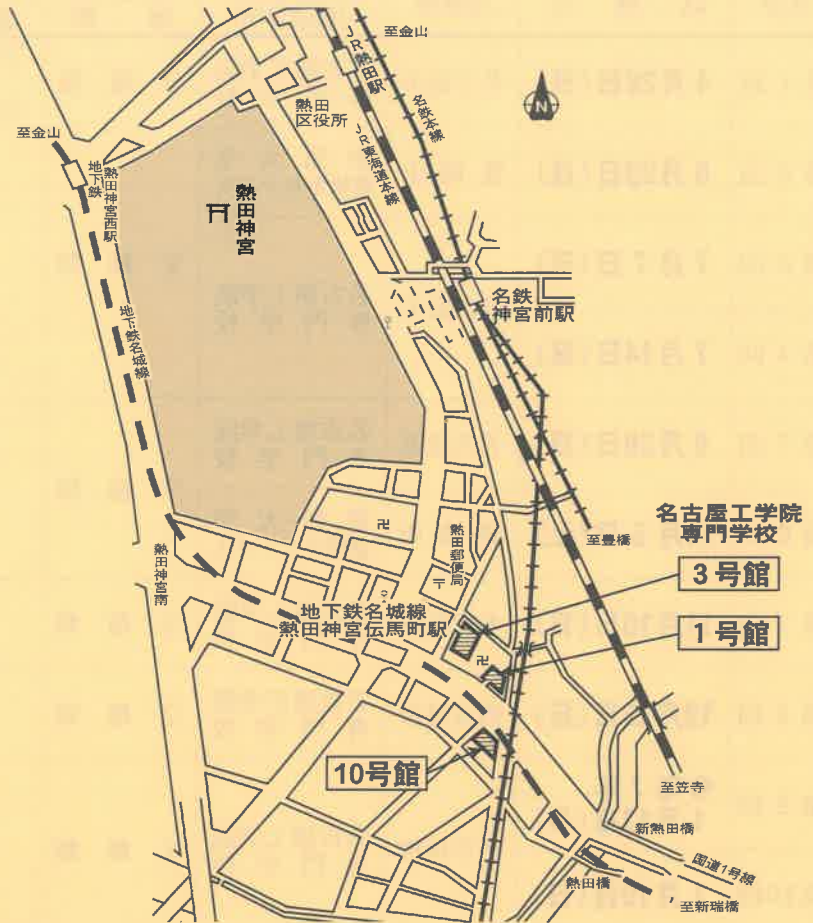 至金山
JR熱田駅
N
名鉄本線
熱田
区役所
JR東海道本線
至金山
地下鉄
熱田神宮西駅
熱田神宮
地下鉄名城線
名鉄
神宮前駅
名古屋工学院
専門学校
至豊橋
熱田郵便局
熱田神宮南
3号館
地下鉄名城線
熱田神宮伝馬町駅
1号館
10号館
至笠寺
新熱田橋
国道1号線
熱田橋
至新瑞橋